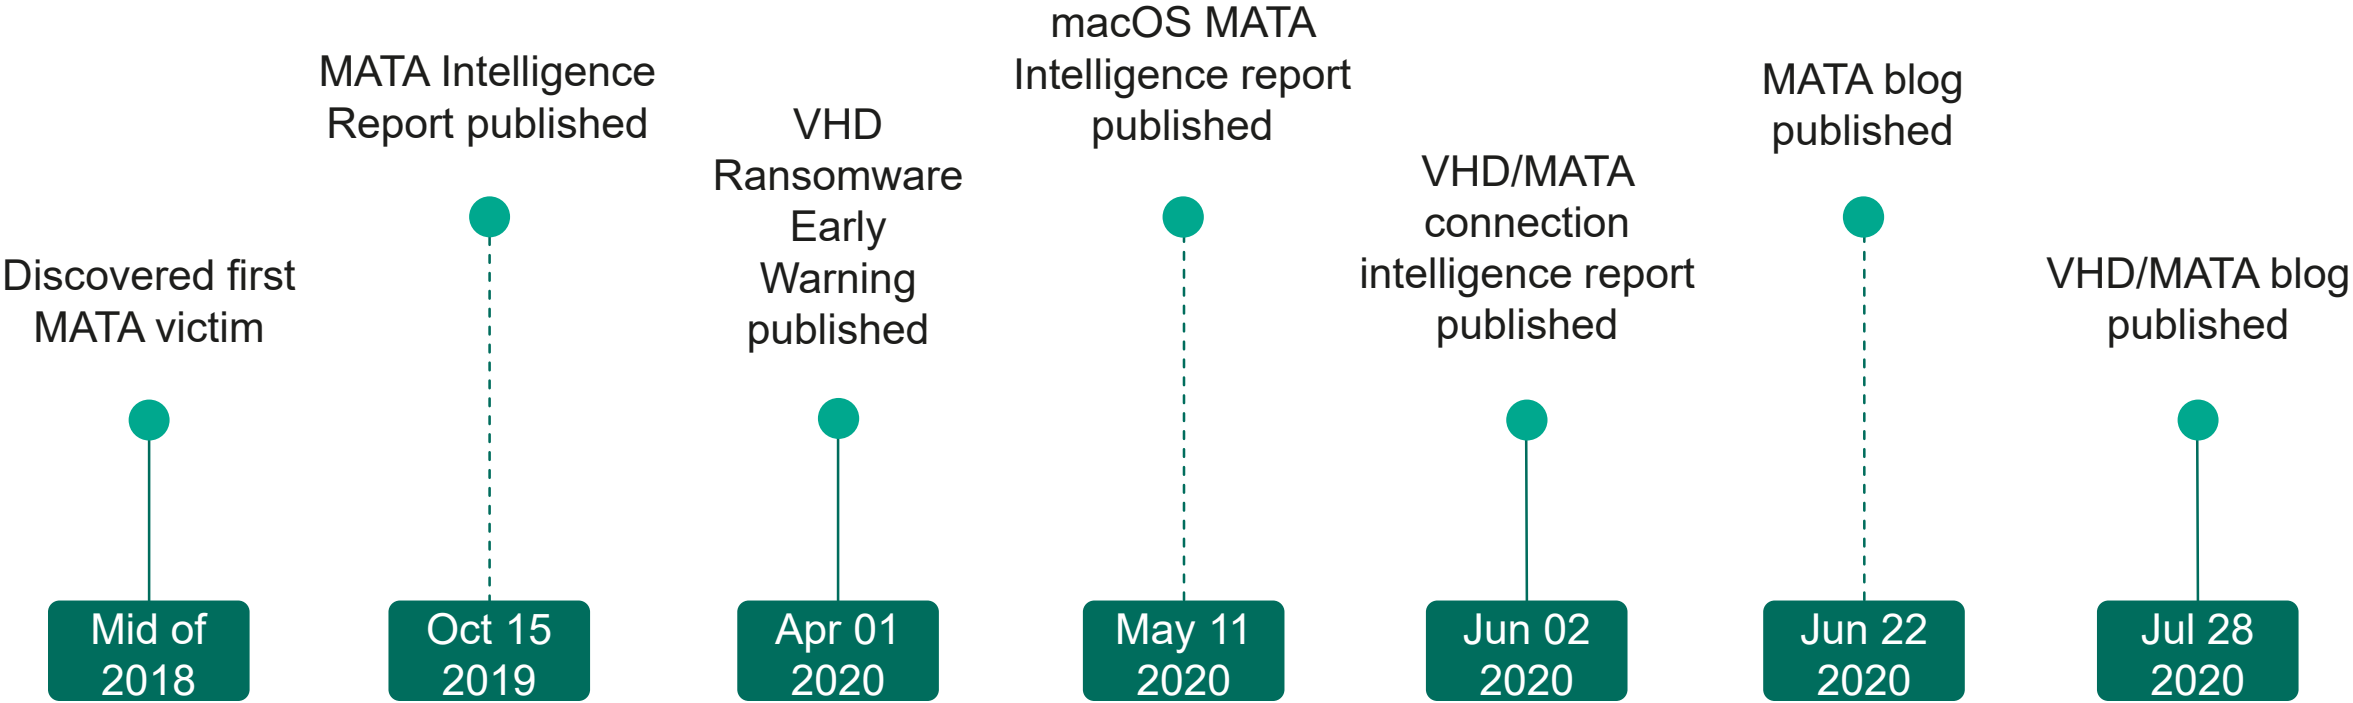 Discovered first
MATA victim
Mid of
2018
MATA Intelligence
Report published
Oct 15
2019
VHD
Ransomware
Early
Warning
published
Apr 01
2020
macOS MATA
Intelligence report
published
May 11
2020
VHD/MATA
connection
intelligence report
published
Jun 02
2020
MATA blog
published
Jun 22
2020
VHD/MATA blog
published
Jul 28
2020